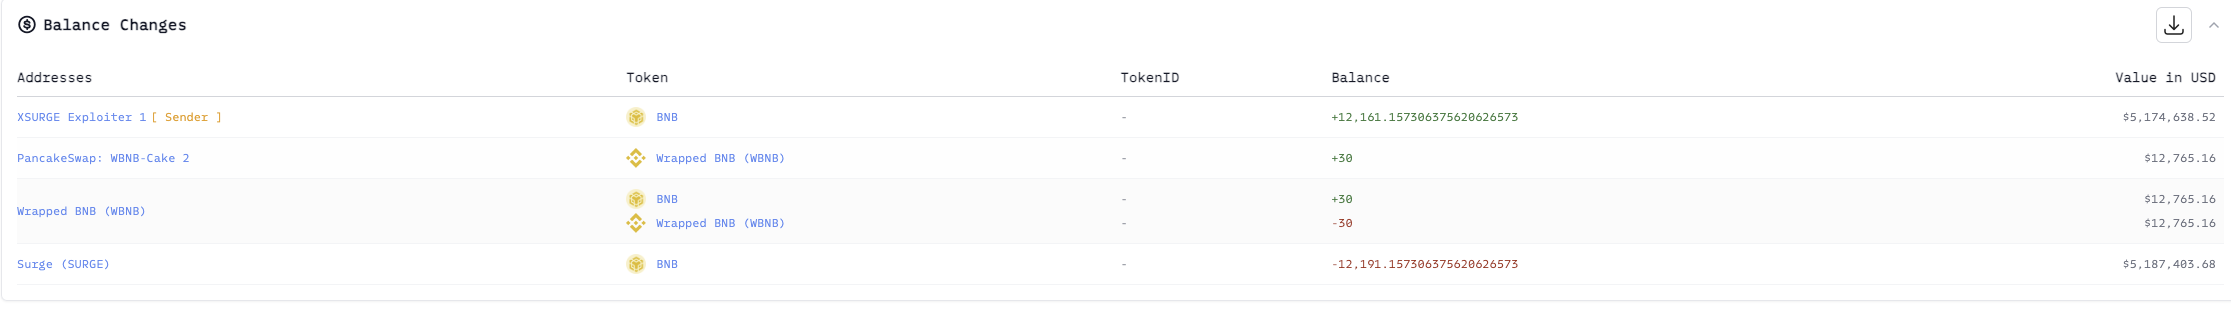 Balance Changes
Addresses Token TokenID Balance Value in USD
XSURGE Exploiter 1 [ Sender ] BNB - +12,161.157306375620626573 $5,174,638.52
PancakeSwap: WBNB-Cake 2 Wrapped BNB (WBNB) - +30 $12,765.16
Wrapped BNB (WBNB) BNB - +30 $12,765.16
Wrapped BNB (WBNB) - -30 $12,765.16
Surge (SURGE) BNB - -12,191.157306375620626573 $5,187,403.68